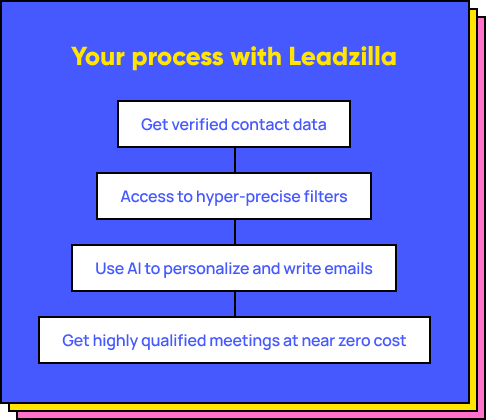 Your process with Leadzilla
Get verified contact data
Access to hyper-precise filters
Use AI to personalize and write emails
Get highly qualified meetings at near zero cost